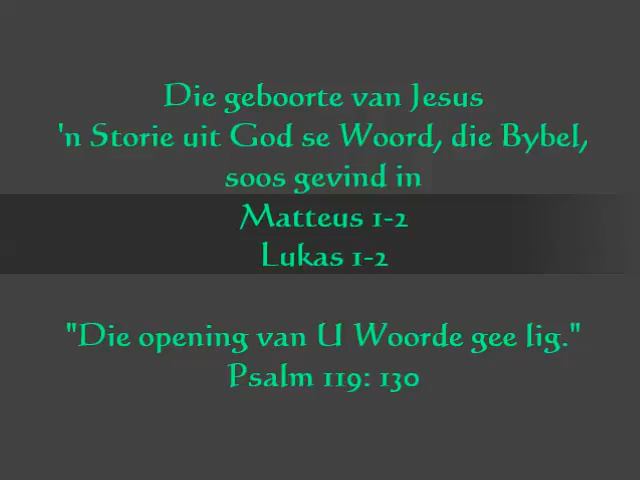 Die geboorte van Jesus
'n Storie uit God se Woord, die Bybel,
soos gevind in
Matteus 1-2
Lukas 1-2
"Die opening van U Woorde gee lig."
Psalm 119: 130